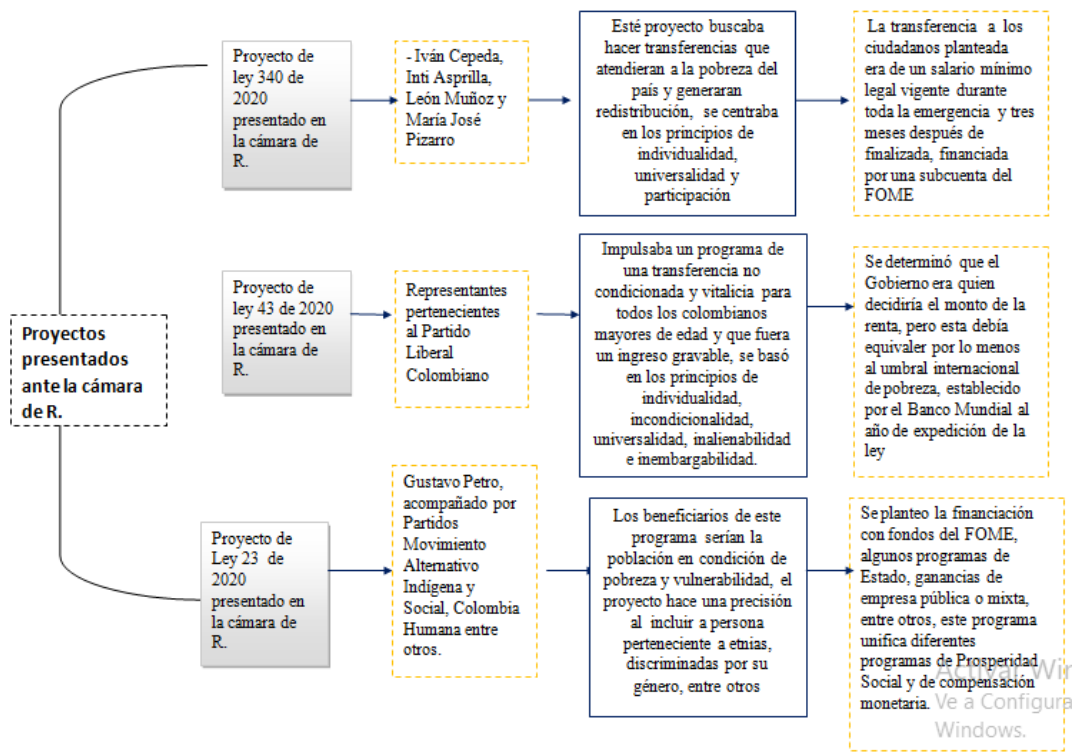 Proyectos
presentados
ante la cámara
de R.
Proyecto de
ley 340 de
2020
presentado en
la cámara de
R.
- Iván Cepeda,
Inti Asprilla,
León Muñoz y
María José
Pizarro
Esté proyecto buscaba
hacer transferencias que
atendieran a la pobreza del
país y generaran
redistribución, se centraba
en los principios de
individualidad,
universalidad y
participación
La transferencia a los
ciudadanos planteada
era de un salario mínimo
legal vigente durante
toda la emergencia y tres
meses después de
finalizada, financiada
por una subcuenta del
FOME
Proyecto de
ley 43 de 2020
presentado en
la cámara de
R.
Representantes
pertenecientes
al Partido
Liberal
Colombiano
Impulsaba un programa de
una transferencia no
condicionada y vitalicia para
todos los colombianos
mayores de edad y que fuera
un ingreso gravable, se basó
en los principios de
individualidad,
incondicionalidad,
universalidad, inalienabilidad
e inembargabilidad.
Se determinó que el
Gobierno era quien
decidiría el monto de la
renta, pero esta debía
equivaler por lo menos
al umbral internacional
de pobreza, establecido
por el Banco Mundial al
año de expedición de la
ley
Proyecto de
Ley 23 de
2020
presentado en
la cámara de
R.
Gustavo Petro,
acompañado por
Partidos
Movimiento
Alternativo
Indígena y
Social, Colombia
Humana entre
otros.
Los beneficiarios de este
programa serían la
población en condición de
pobreza y vulnerabilidad, el
proyecto hace una precisión
al incluir a persona
perteneciente a etnias,
discriminadas por su
género, entre otros
Se planteo la financiación
con fondos del FOME,
algunos programas de
Estado, ganancias de
empresa pública o mixta,
entre otros, este programa
unifica diferentes
programas de Prosperidad
Social y de compensación
monetaria.
Activar Win
Ve a Configura
Windows.